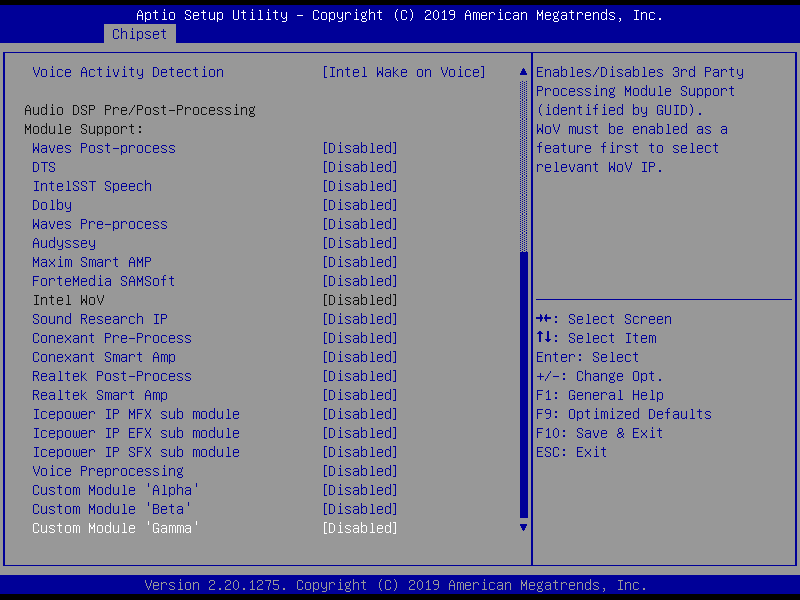 Aptio Setup Utility – Copyright (C) 2019 American Megatrends, Inc.
Chipset
Voice Activity Detection [Intel Wake on Voice]
Audio DSP Pre/Post-Processing
Module Support:
Waves Post-process [Disabled]
DTS [Disabled]
IntelSST Speech [Disabled]
Dolby [Disabled]
Waves Pre-process [Disabled]
Audyssey [Disabled]
Maxim Smart AMP [Disabled]
ForteMedia SAMSoft [Disabled]
Intel WoV [Disabled]
Sound Research IP [Disabled]
Conexant Pre-Process [Disabled]
Conexant Smart Amp [Disabled]
Realtek Post-Process [Disabled]
Realtek Smart Amp [Disabled]
Icepower IP MFX sub module [Disabled]
Icepower IP EFX sub module [Disabled]
Icepower IP SFX sub module [Disabled]
Voice Preprocessing [Disabled]
Custom Module 'Alpha' [Disabled]
Custom Module 'Beta' [Disabled]
Custom Module 'Gamma' [Disabled]
Enables/Disables 3rd Party
Processing Module Support
(identified by GUID).
WoV must be enabled as a
feature first to select
relevant WoV IP.
→←: Select Screen
↑↓: Select Item
Enter: Select
+/-: Change Opt.
F1: General Help
F9: Optimized Defaults
F10: Save & Exit
ESC: Exit
Version 2.20.1275. Copyright (C) 2019 American Megatrends, Inc.